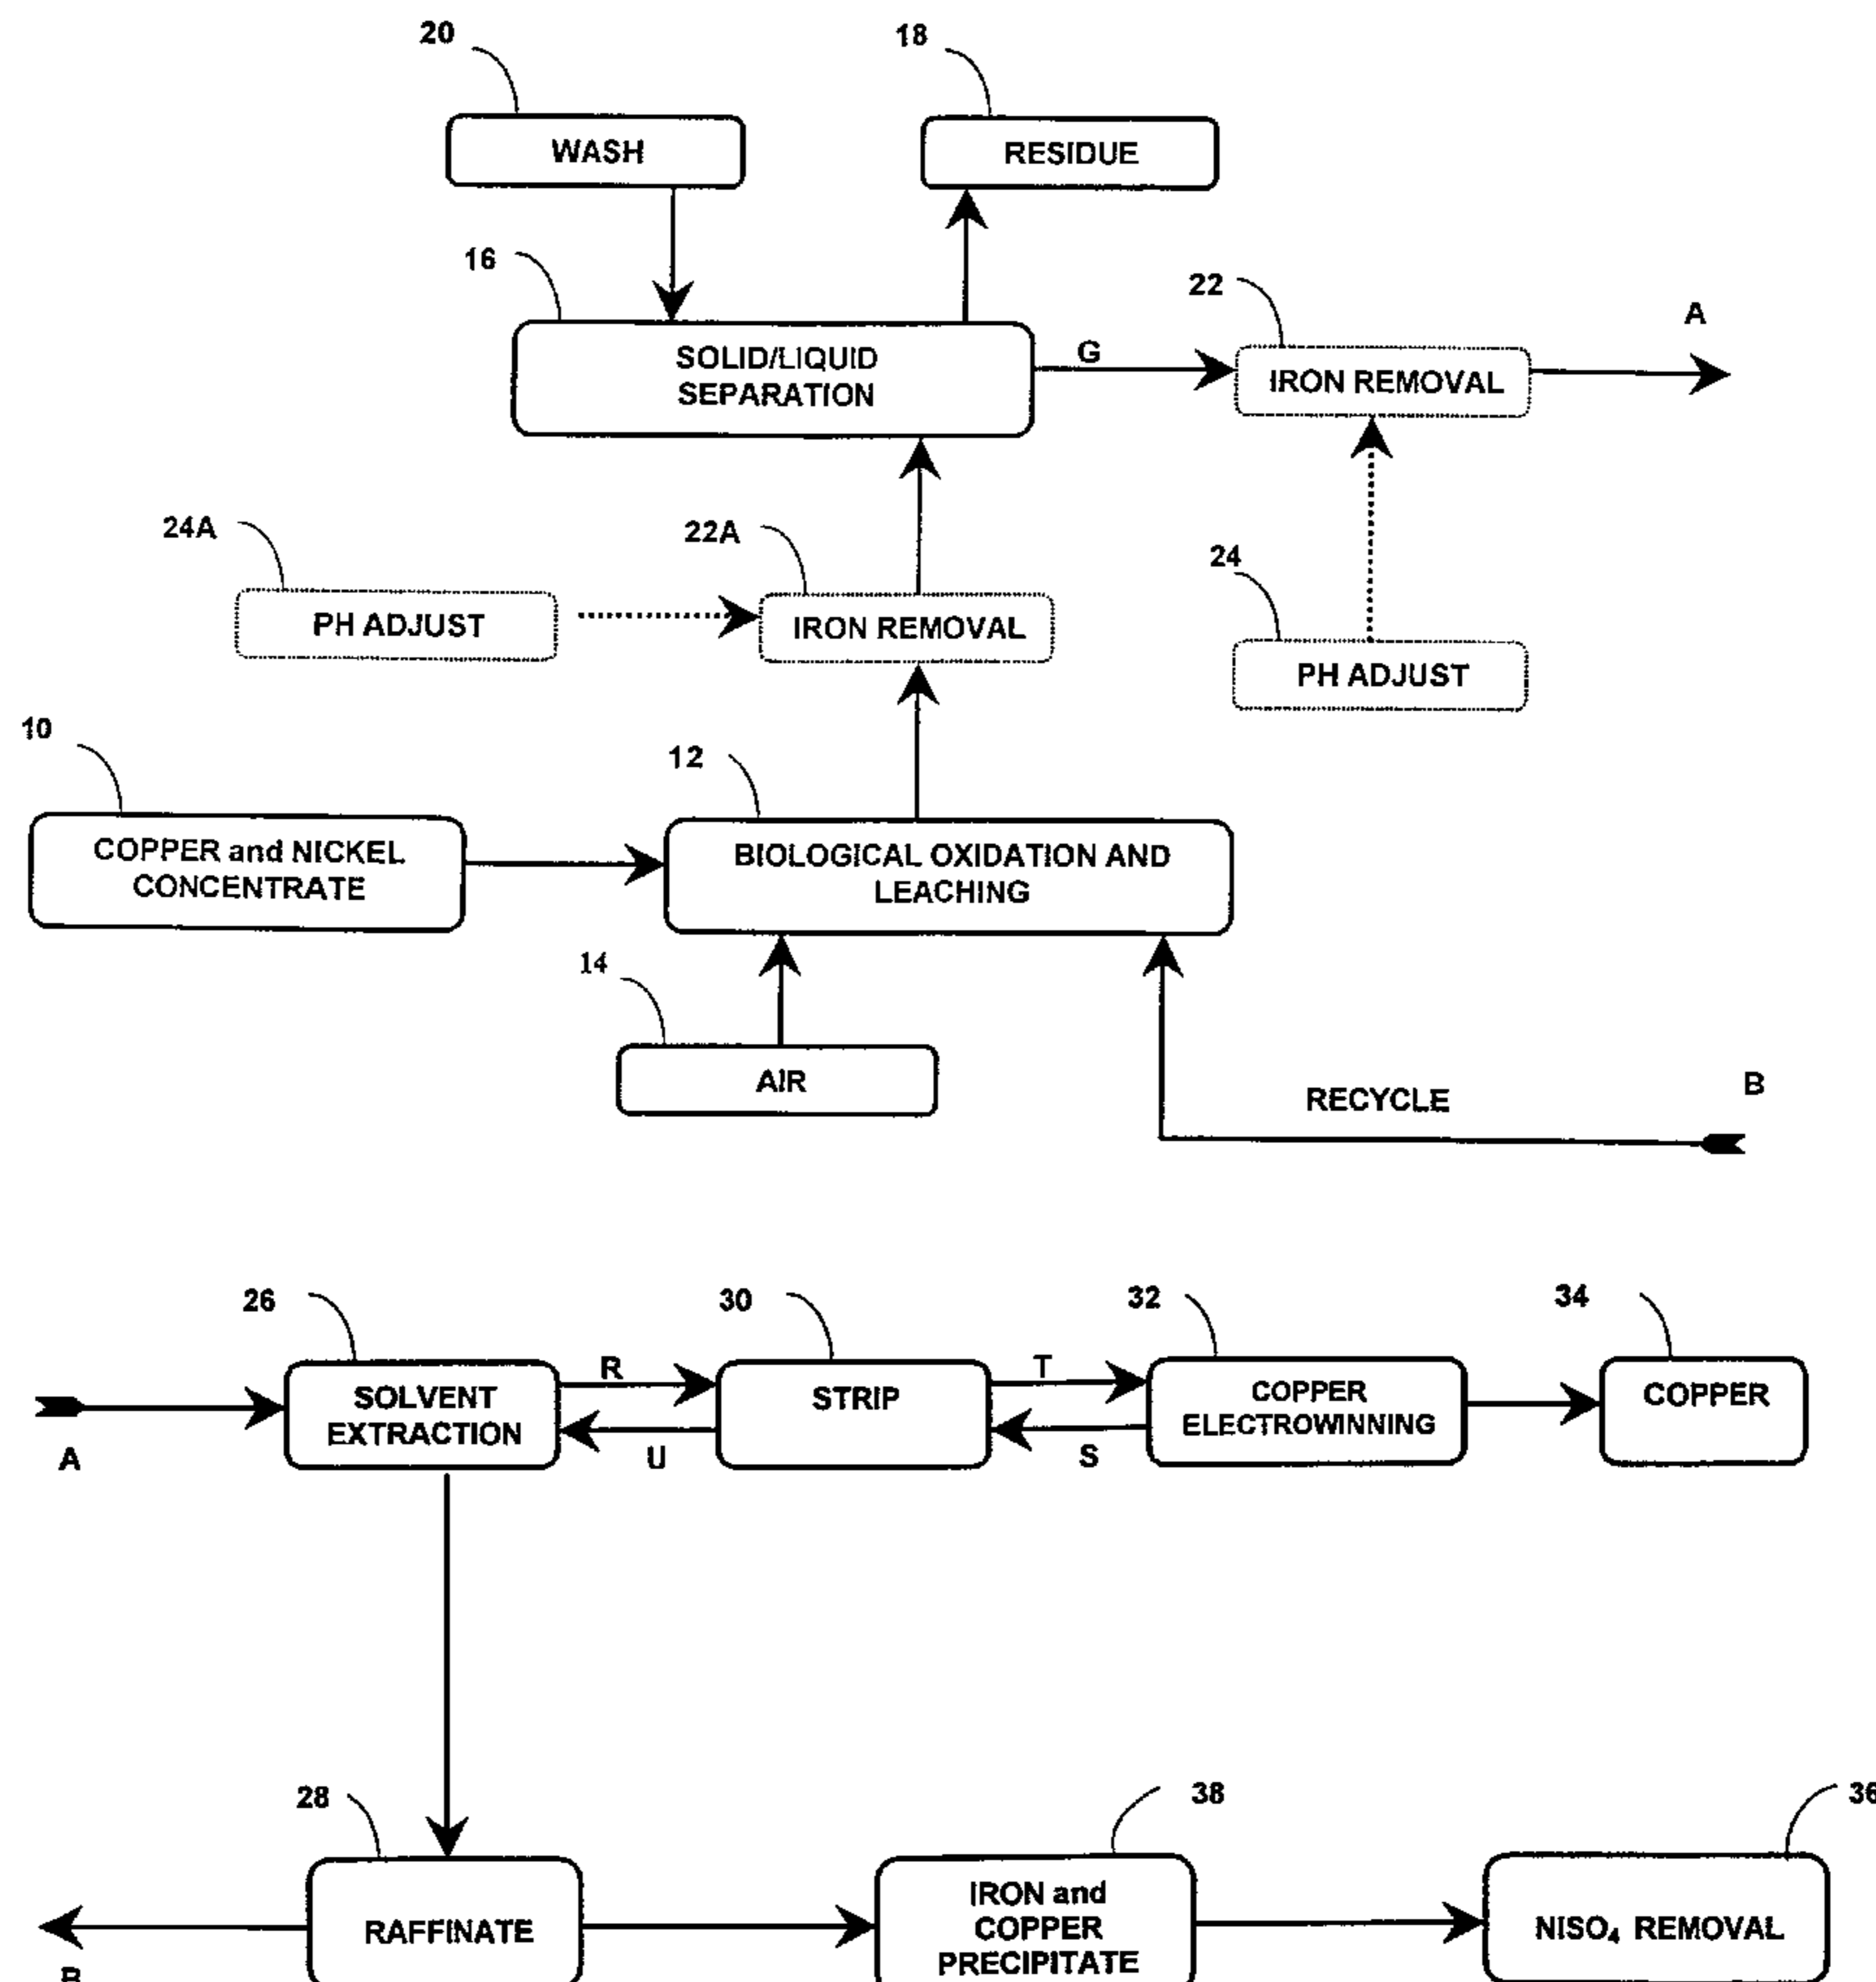 20
18
WASH
RESIDUE
16
22
A
SOLID/LIQUID
SEPARATION
G
IRON REMOVAL
24A
22A
24
PH ADJUST
IRON REMOVAL
PH ADJUST
10
12
COPPER and NICKEL
CONCENTRATE
BIOLOGICAL OXIDATION AND
LEACHING
14
AIR
RECYCLE
B
26
30
32
34
R
T
SOLVENT
EXTRACTION
STRIP
COPPER
ELECTROWINNING
COPPER
A
U
S
28
38
36
RAFFINATE
IRON and
COPPER
PRECIPITATE
NISO₄ REMOVAL
B